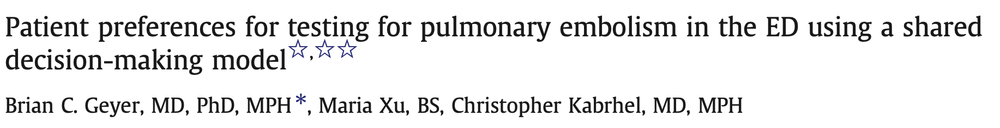 Patient preferences for testing for pulmonary embolism in the ED using a shared
decision-making model☆,☆☆
Brian C. Geyer, MD, PhD, MPH*, Maria Xu, BS, Christopher Kabrhel, MD, MPH